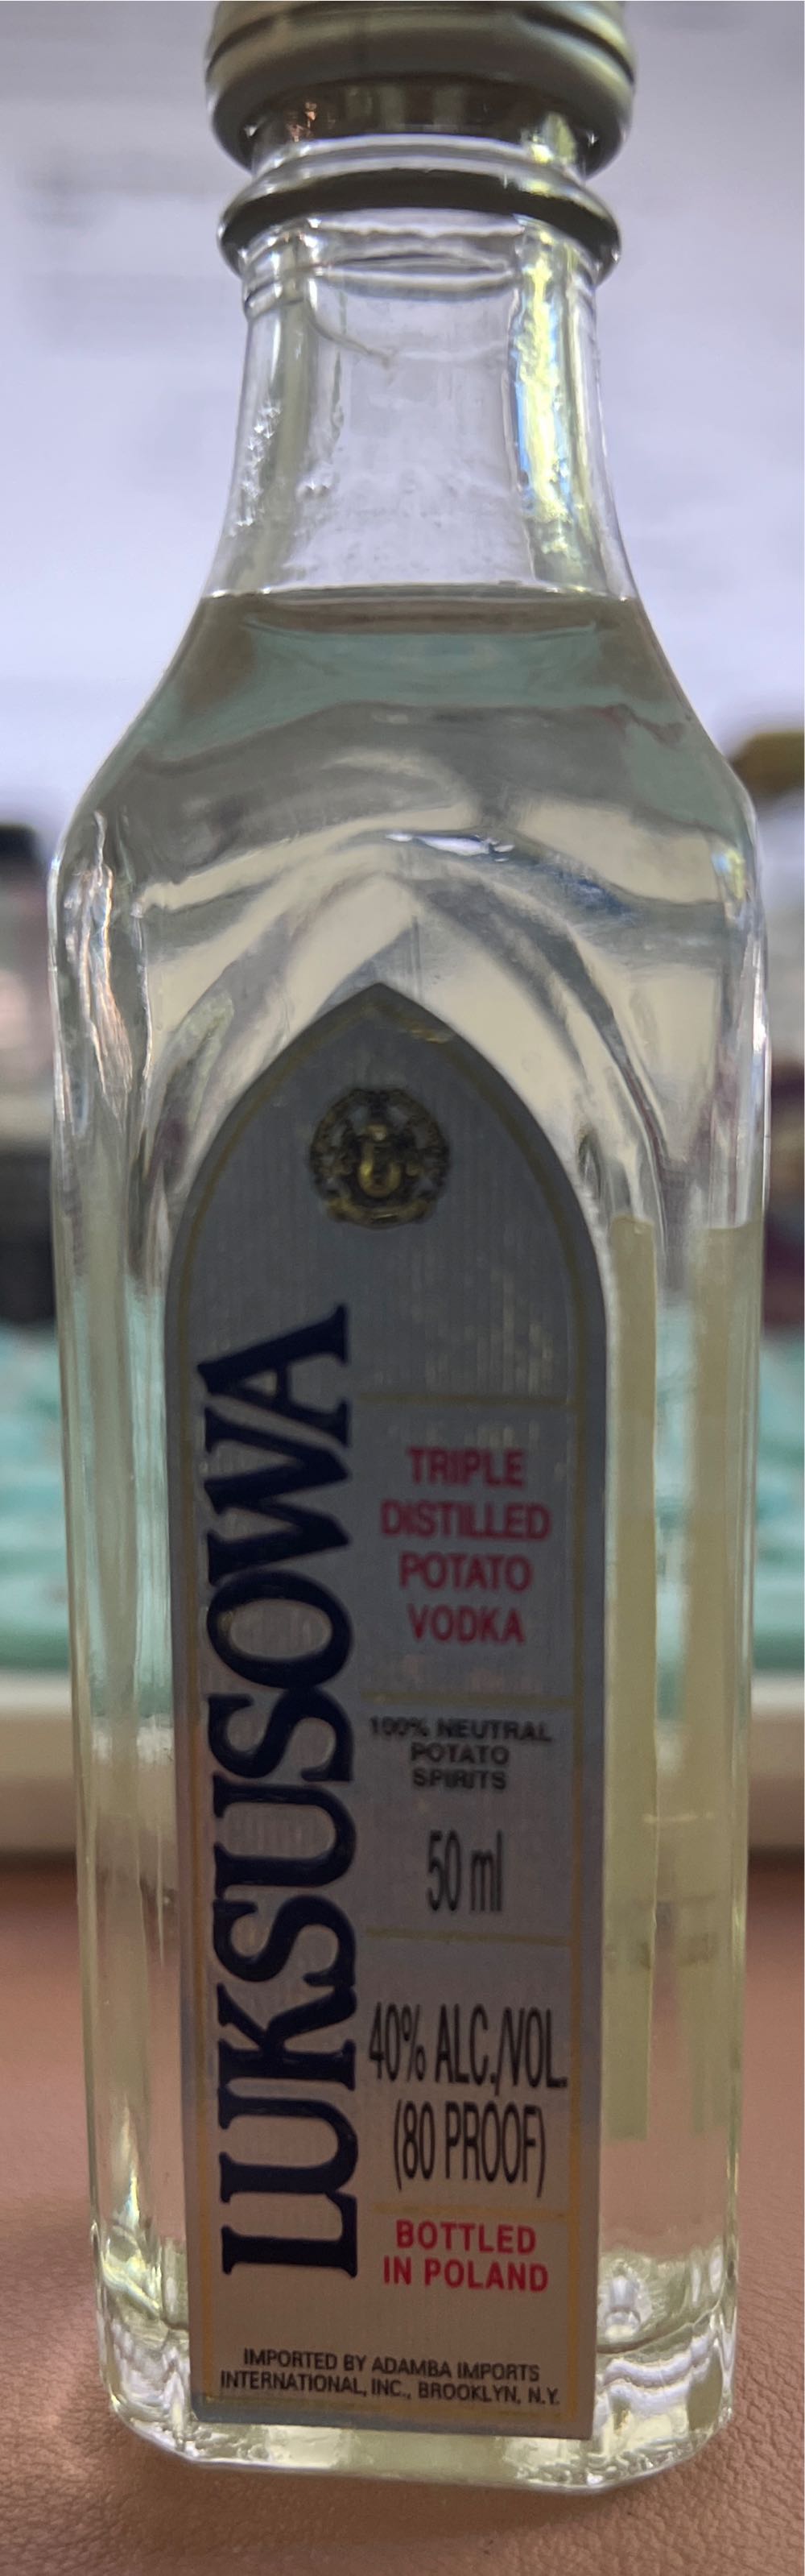 LUKSUSOWA
TRIPLE
DISTILLED
POTATO
VODKA
100% NEUTRAL
POTATO
SPIRITS
50 ml
40% ALC./VOL.
(80 PROOF)
BOTTLED
IN POLAND
IMPORTED BY ADAMBA IMPORTS
INTERNATIONAL, INC., BROOKLYN, N.Y.